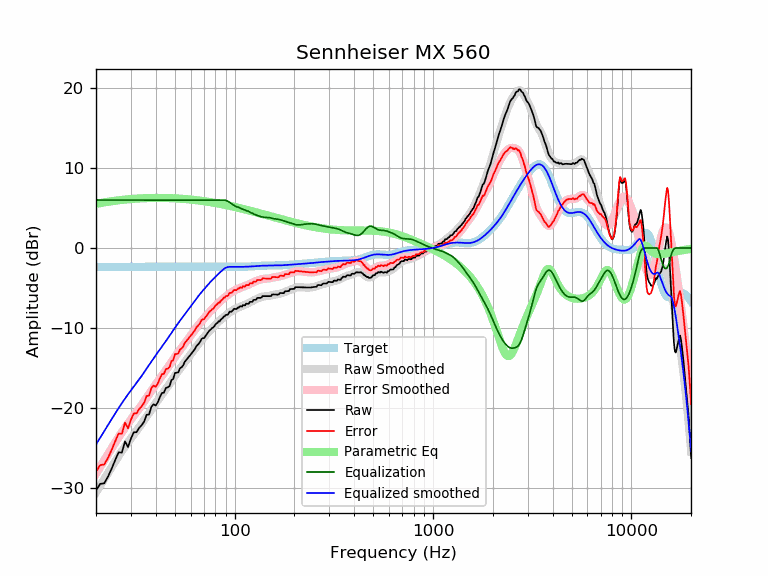 Sennheiser MX 560
Amplitude (dBr)
20
10
0
−10
−20
−30
Target
Raw Smoothed
Error Smoothed
Raw
Error
Parametric Eq
Equalization
Equalized smoothed
100
1000
10000
Frequency (Hz)